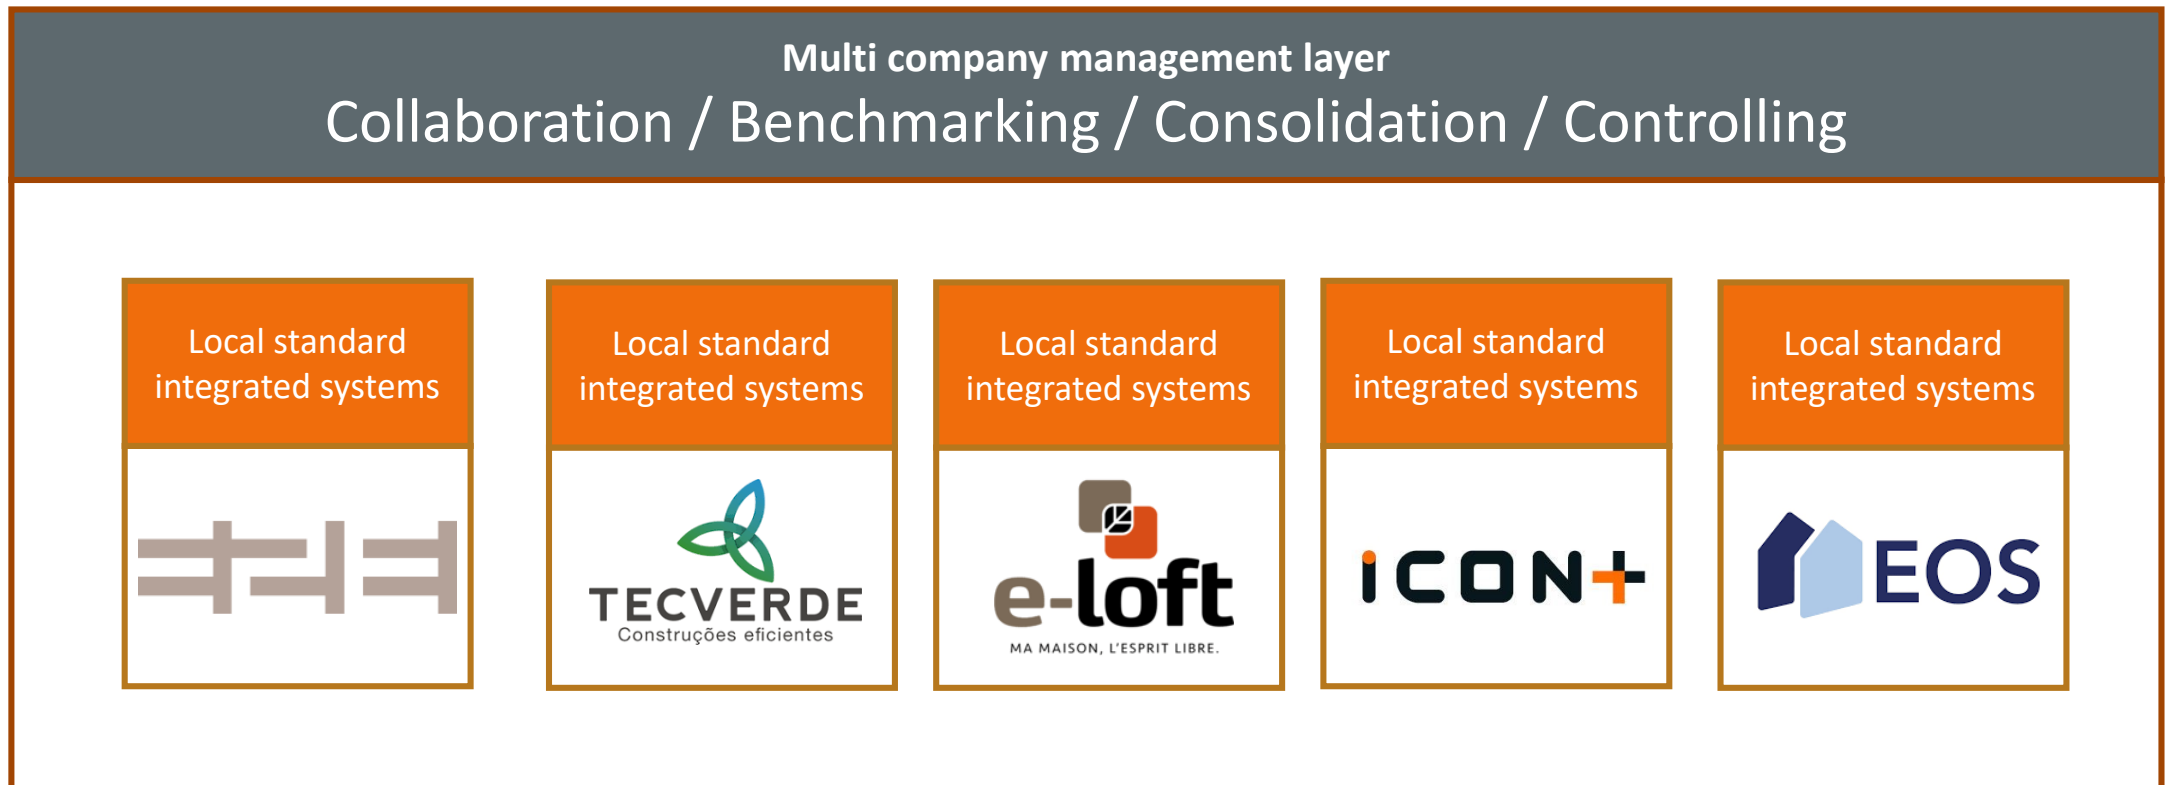 Multi company management layer
Collaboration / Benchmarking / Consolidation / Controlling
Local standard
integrated systems
Local standard
integrated systems
TECVERDE
Construções eficientes
Local standard
integrated systems
e-loft
MA MAISON, L'ESPRIT LIBRE.
Local standard
integrated systems
iCON+
Local standard
integrated systems
EOS